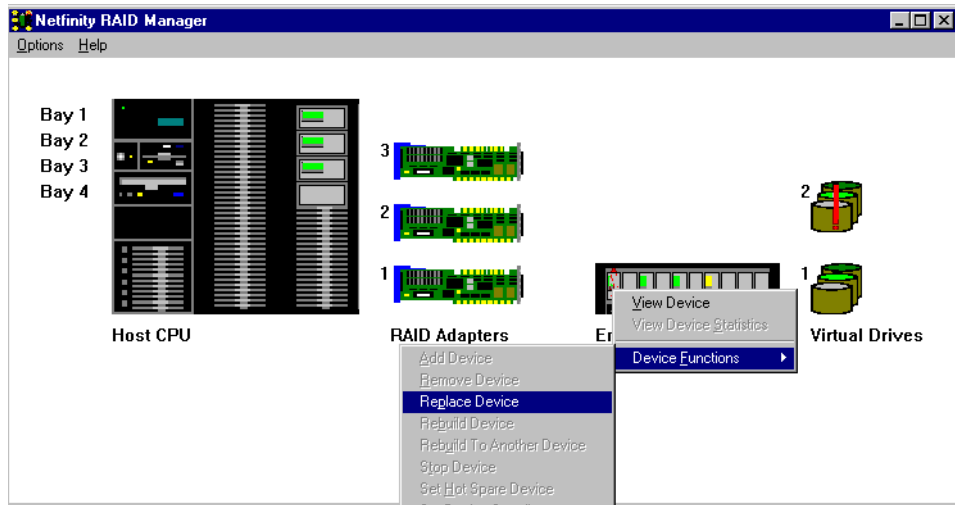 Netfinity RAID Manager
Options Help
Bay 1
Bay 2
Bay 3
Bay 4
3
2
1
2
1
Host CPU
RAID Adapters
En
Virtual Drives
View Device
View Device Statistics
Device Functions
Add Device
Remove Device
Replace Device
Rebuild Device
Rebuild To Another Device
Stop Device
Set Hot Spare Device